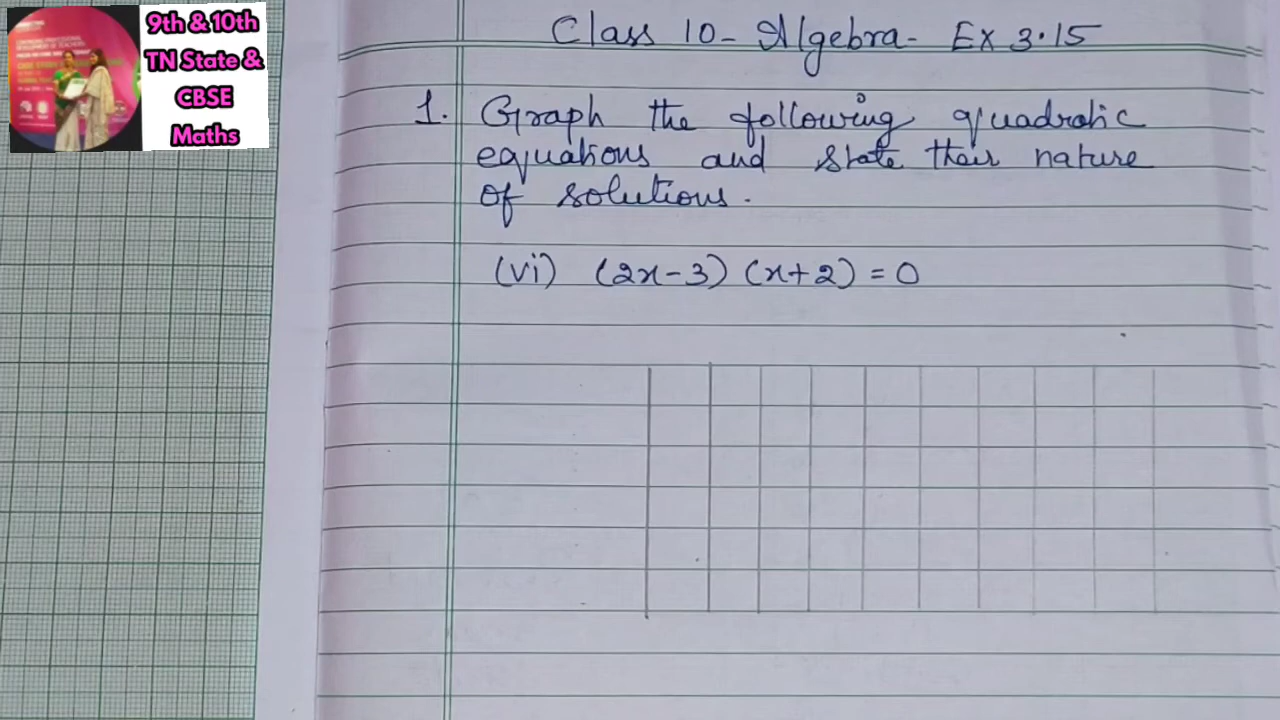 9th & 10th
TN State &
CBSE
Maths
Class 10 - Algebra - Ex 3.15
1. Graph the following quadratic
equations and state their nature
of solutions.
(vi) (2x-3) (x+2) = 0